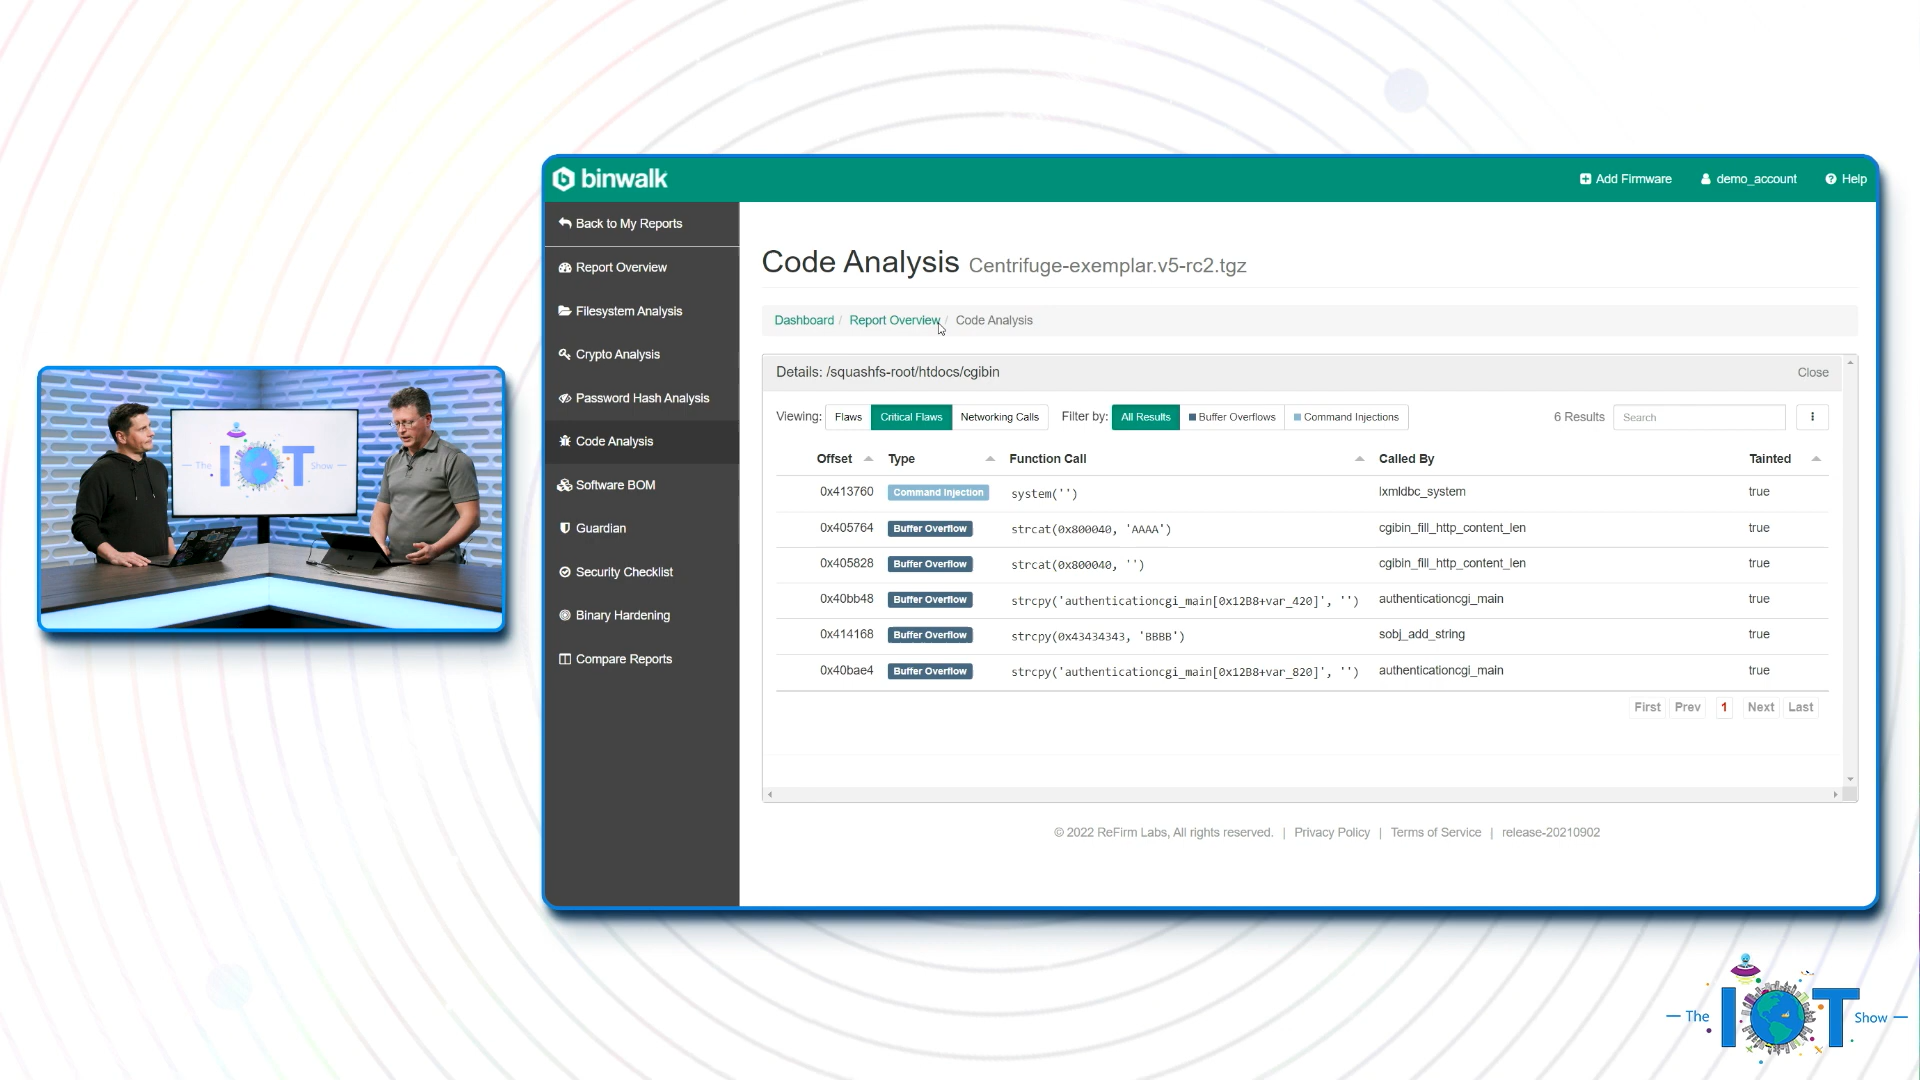 binwalk
Add Firmware demo_account Help
Back to My Reports
Report Overview
Filesystem Analysis
Crypto Analysis
Password Hash Analysis
Code Analysis
Software BOM
Guardian
Security Checklist
Binary Hardening
Compare Reports
Code Analysis Centrifuge-exemplar.v5-rc2.tgz
Dashboard / Report Overview / Code Analysis
Details: /squashfs-root/htdocs/cgibin Close
Viewing: Flaws Critical Flaws Networking Calls Filter by: All Results Buffer Overflows Command Injections 6 Results Search
Offset Type Function Call Called By Tainted
0x413760 Command Injection system('') lxmldbc_system true
0x405764 Buffer Overflow strcat(0x800040, 'AAAA') cgibin_fill_http_content_len true
0x405828 Buffer Overflow strcat(0x800040, '') cgibin_fill_http_content_len true
0x40bb48 Buffer Overflow strcpy('authenticationcgi_main[0x12B8+var_420]', '') authenticationcgi_main true
0x414168 Buffer Overflow strcpy(0x43434343, 'BBBB') sobj_add_string true
0x40bae4 Buffer Overflow strcpy('authenticationcgi_main[0x12B8+var_820]', '') authenticationcgi_main true
First Prev 1 Next Last
© 2022 ReFirm Labs, All rights reserved. | Privacy Policy | Terms of Service | release-20210902
The IoT Show
The IoT Show